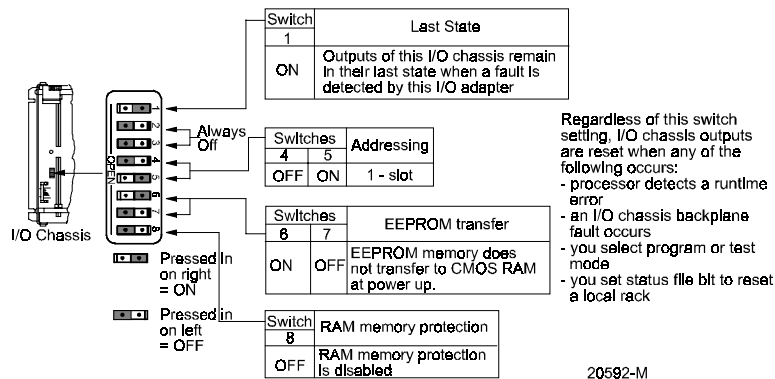 Switch
1
Last State
ON
Outputs of this I/O chassis remain
in their last state when a fault is
detected by this I/O adapter
I/O Chassis
OPEN
1
2
3
4
5
6
7
8
Always
Off
Switches
4 5
Addressing
OFF ON
1 - slot
Switches
6 7
EEPROM transfer
ON OFF
EEPROM memory does
not transfer to CMOS RAM
at power up.
Pressed in
on right
= ON
Pressed in
on left
= OFF
Switch
8
RAM memory protection
OFF
RAM memory protection
is disabled
Regardless of this switch
setting, I/O chassis outputs
are reset when any of the
following occurs:
- processor detects a runtime
error
- an I/O chassis backplane
fault occurs
- you select program or test
mode
- you set status file bit to reset
a local rack
20592-M